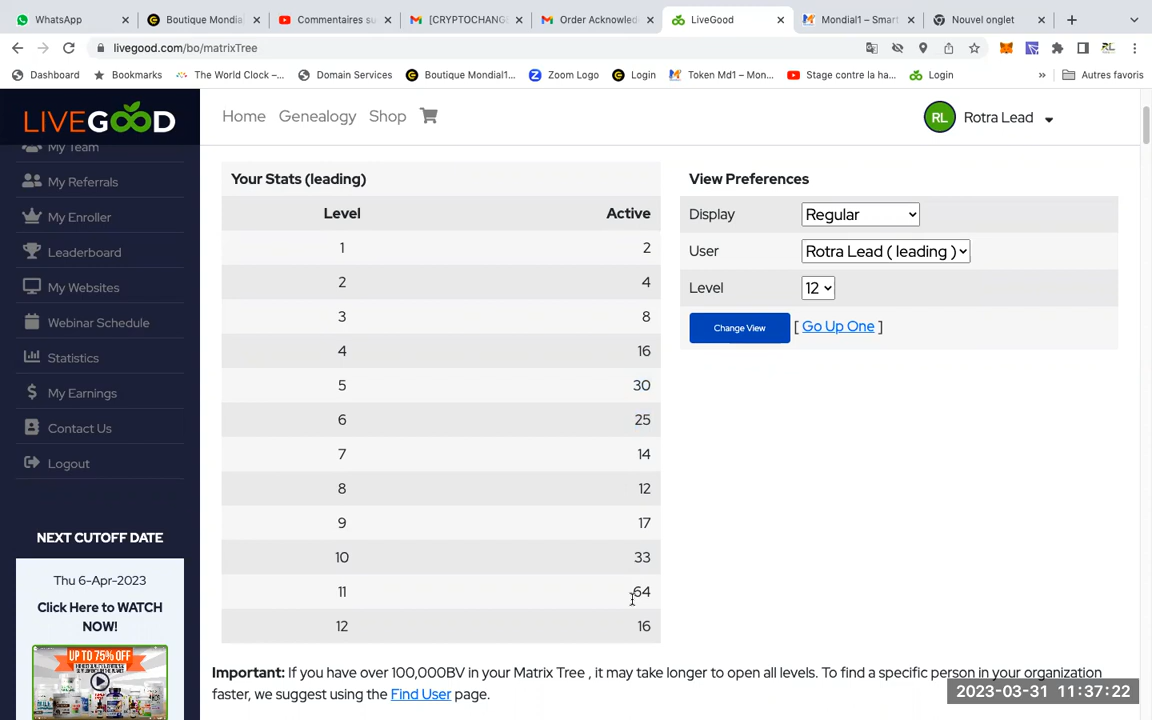 WhatsApp
Boutique Mondia
Commentaires su
[CRYPTOCHANG
Order Acknowled
LiveGood
Mondial1 – Smar
Nouvel onglet
livegood.com/bo/matrixTree
Dashboard
Bookmarks
The World Clock –...
Domain Services
Boutique Mondial1...
Zoom Logo
Login
Token Md1 – Mon...
Stage contre la ha...
Login
»
Autres favoris
LIVEGOOD
Home
Genealogy
Shop
RL
Rotra Lead
My Team
My Referrals
My Enroller
Leaderboard
My Websites
Webinar Schedule
Statistics
My Earnings
Contact Us
Logout
NEXT CUTOFF DATE
Thu 6-Apr-2023
Click Here to WATCH
NOW!
UP TO 75% OFF
Your Stats (leading)
Level Active
1 2
2 4
3 8
4 16
5 30
6 25
7 14
8 12
9 17
10 33
11 64
12 16
View Preferences
Display Regular
User Rotra Lead ( leading )
Level 12
Change View [ Go Up One ]
Important: If you have over 100,000BV in your Matrix Tree , it may take longer to open all levels. To find a specific person in your organization
faster, we suggest using the Find User page.
2023-03-31 11:37:22